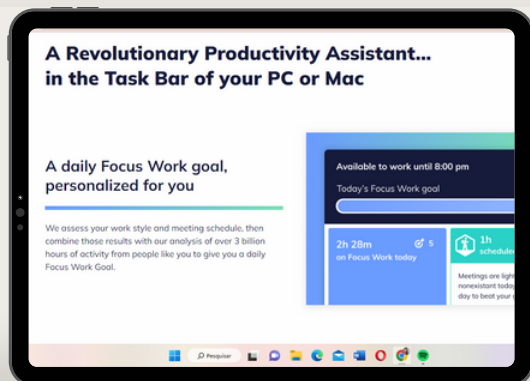 A Revolutionary Productivity Assistant...
in the Task Bar of your PC or Mac
A daily Focus Work goal,
personalized for you
We assess your work style and meeting schedule, then
combine those results with our analysis of over 3 billion
hours of activity from people like you to give you a daily
Focus Work Goal.
Available to work until 8:00 pm
Today's Focus Work goal
2h 28m
5
on Focus Work today
1h
Meetings are ligh
nonexistent today
day to beat your
Pesquisar